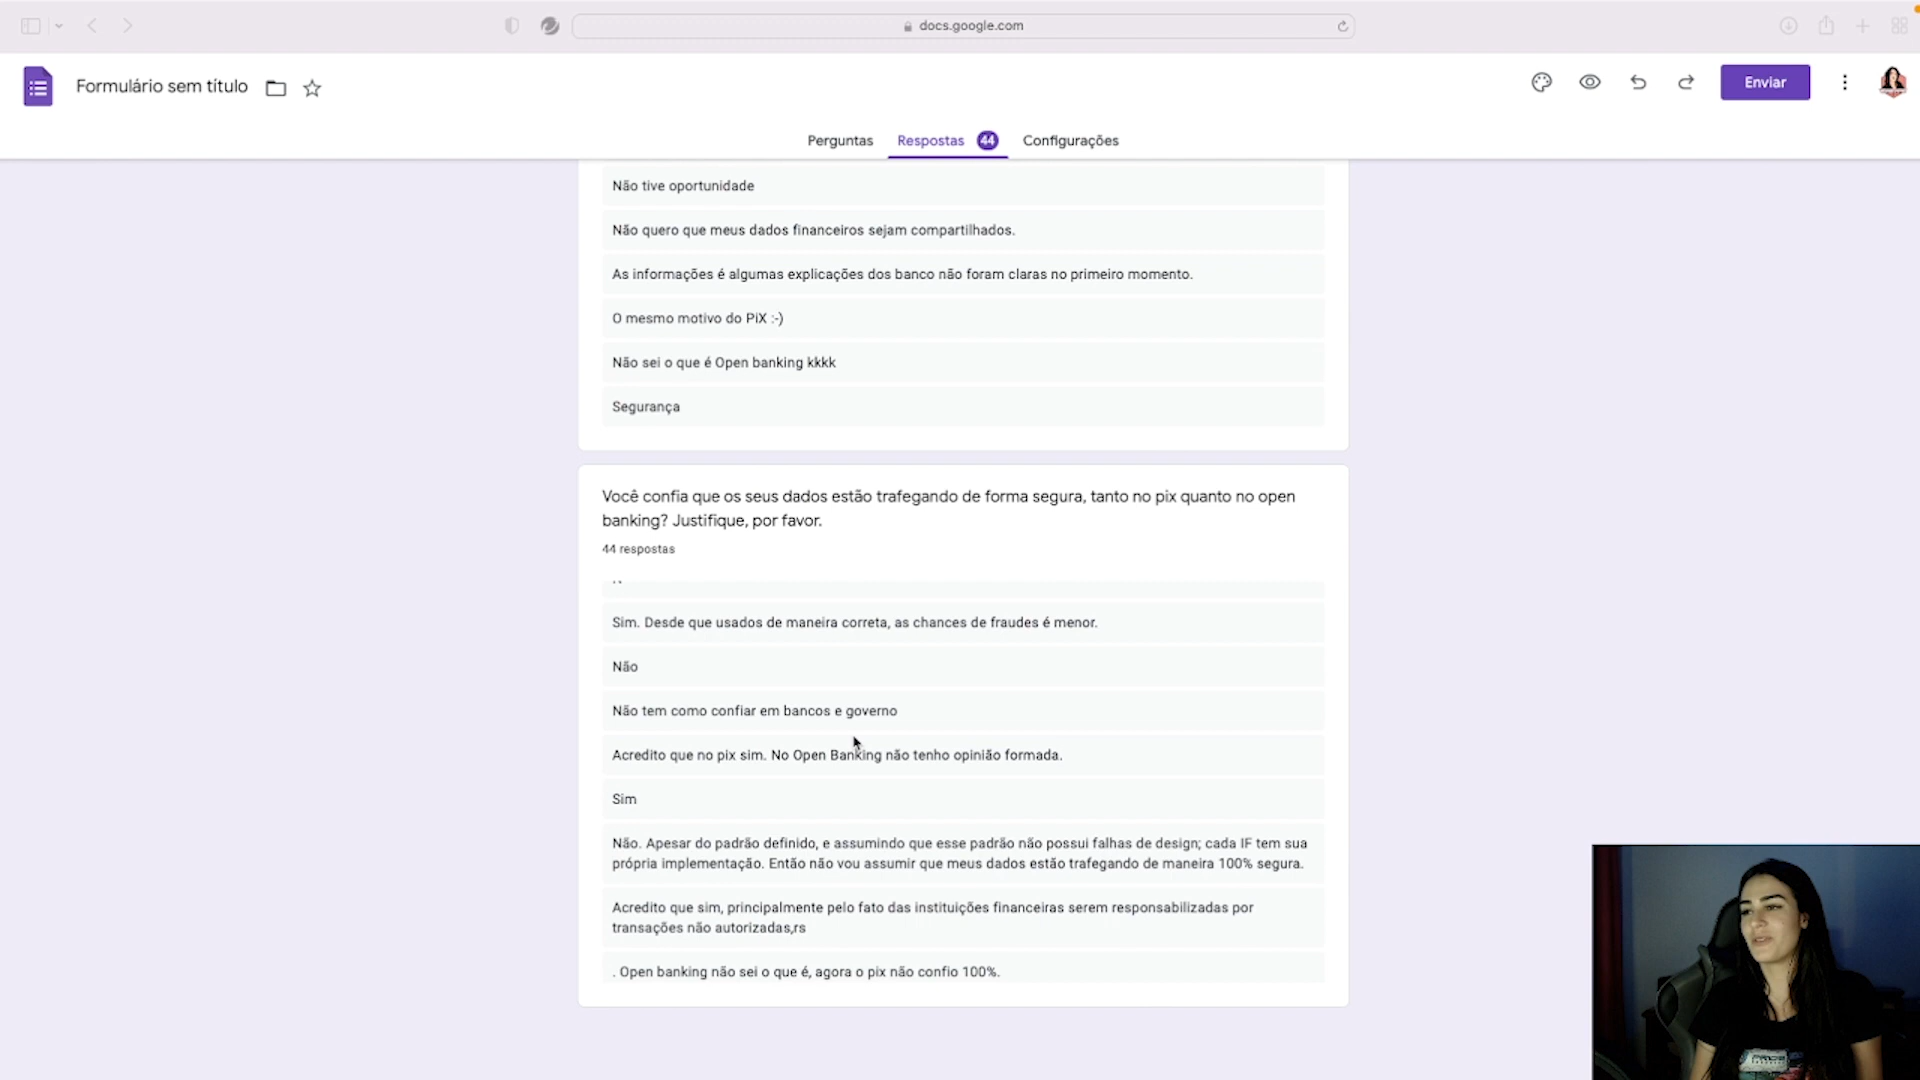 docs.google.com
Formulário sem título
Enviar
Perguntas
Respostas 44
Configurações
Não tive oportunidade
Não quero que meus dados financeiros sejam compartilhados.
As informações é algumas explicações dos banco não foram claras no primeiro momento.
O mesmo motivo do PiX :-)
Não sei o que é Open banking kkkk
Segurança
Você confia que os seus dados estão trafegando de forma segura, tanto no pix quanto no open
banking? Justifique, por favor.
44 respostas
Sim. Desde que usados de maneira correta, as chances de fraudes é menor.
Não
Não tem como confiar em bancos e governo
Acredito que no pix sim. No Open Banking não tenho opinião formada.
Sim
Não. Apesar do padrão definido, e assumindo que esse padrão não possui falhas de design; cada IF tem sua
própria implementação. Então não vou assumir que meus dados estão trafegando de maneira 100% segura.
Acredito que sim, principalmente pelo fato das instituições financeiras serem responsabilizadas por
transações não autorizadas,rs
. Open banking não sei o que é, agora o pix não confio 100%.